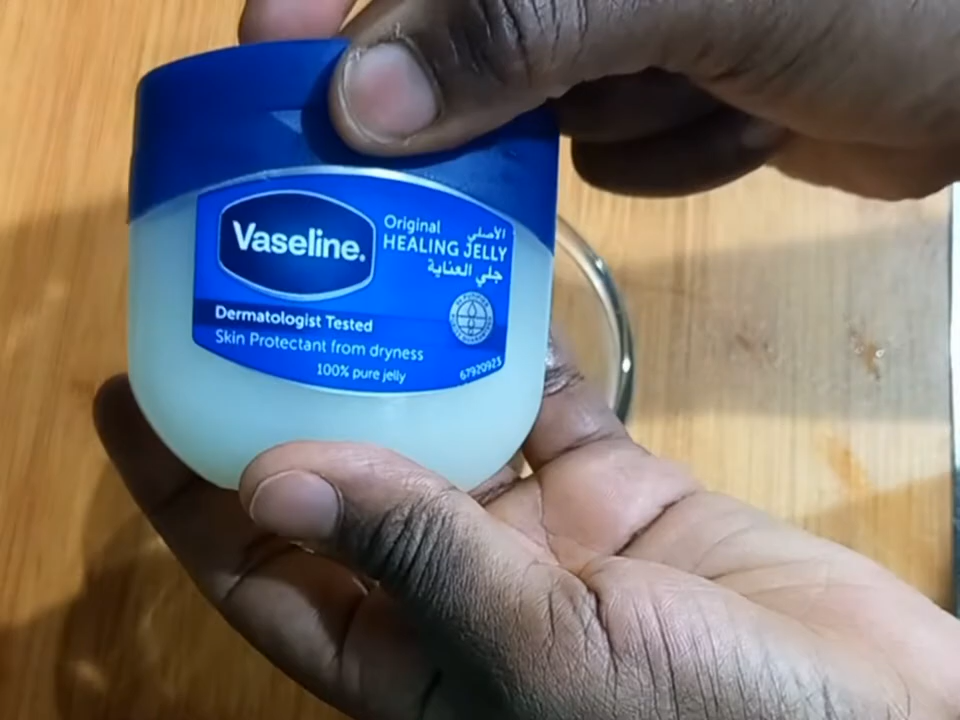 Vaseline.
Original الأصلي
HEALING JELLY
جلي العناية
Dermatologist Tested
Skin Protectant from dryness
100% pure jelly
67920923